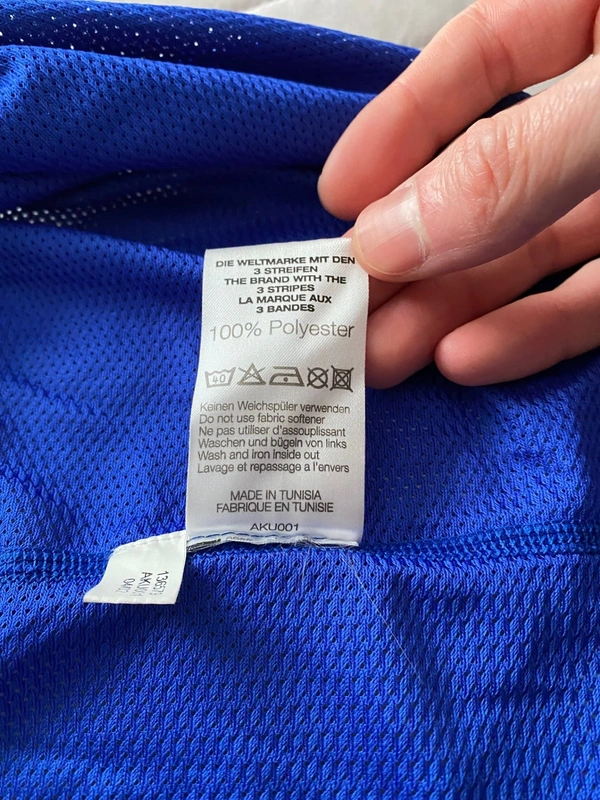 DIE WELTMARKE MIT DEN
3 STREIFEN
THE BRAND WITH THE
3 STRIPES
LA MARQUE AUX
3 BANDES
100% Polyester
40
Keinen Weichspüler verwenden
Do not use fabric softener
Ne pas utiliser d'assouplissant
Waschen und bügeln von links
Wash and iron inside out
Lavage et repassage a l'envers
MADE IN TUNISIA
FABRIQUE EN TUNISIE
AKU001